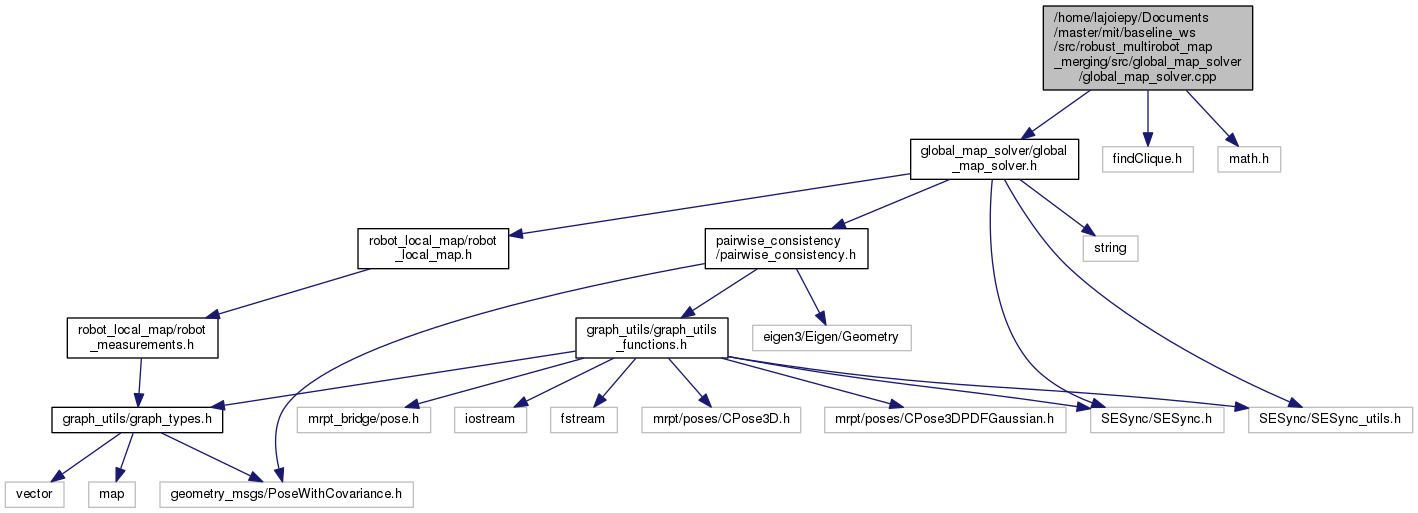 /home/lajoiepy/Documents
/master/mit/baseline_ws
/src/robust_multirobot_map
_merging/src/global_map_solver
/global_map_solver.cpp
global_map_solver/global
_map_solver.h
findClique.h
math.h
robot_local_map/robot
_local_map.h
pairwise_consistency
/pairwise_consistency.h
string
robot_local_map/robot
_measurements.h
graph_utils/graph_utils
_functions.h
eigen3/Eigen/Geometry
graph_utils/graph_types.h
mrpt_bridge/pose.h
iostream
fstream
mrpt/poses/CPose3D.h
mrpt/poses/CPose3DPDFGaussian.h
SESync/SESync.h
SESync/SESync_utils.h
vector
map
geometry_msgs/PoseWithCovariance.h